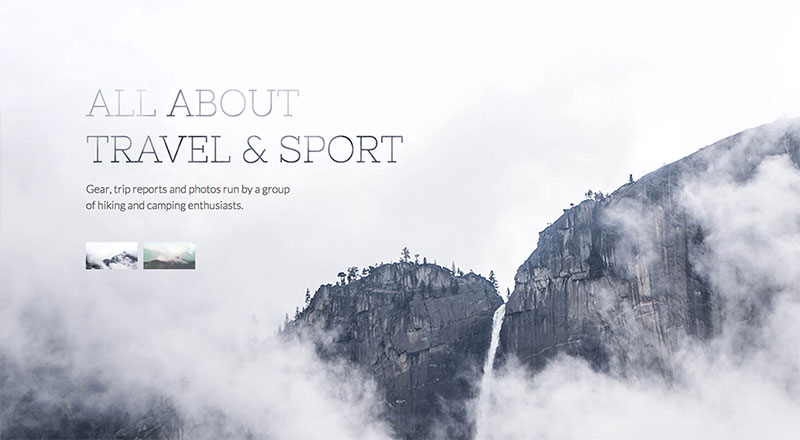 ALL ABOUT
TRAVEL & SPORT
Gear, trip reports and photos run by a group
of hiking and camping enthusiasts.